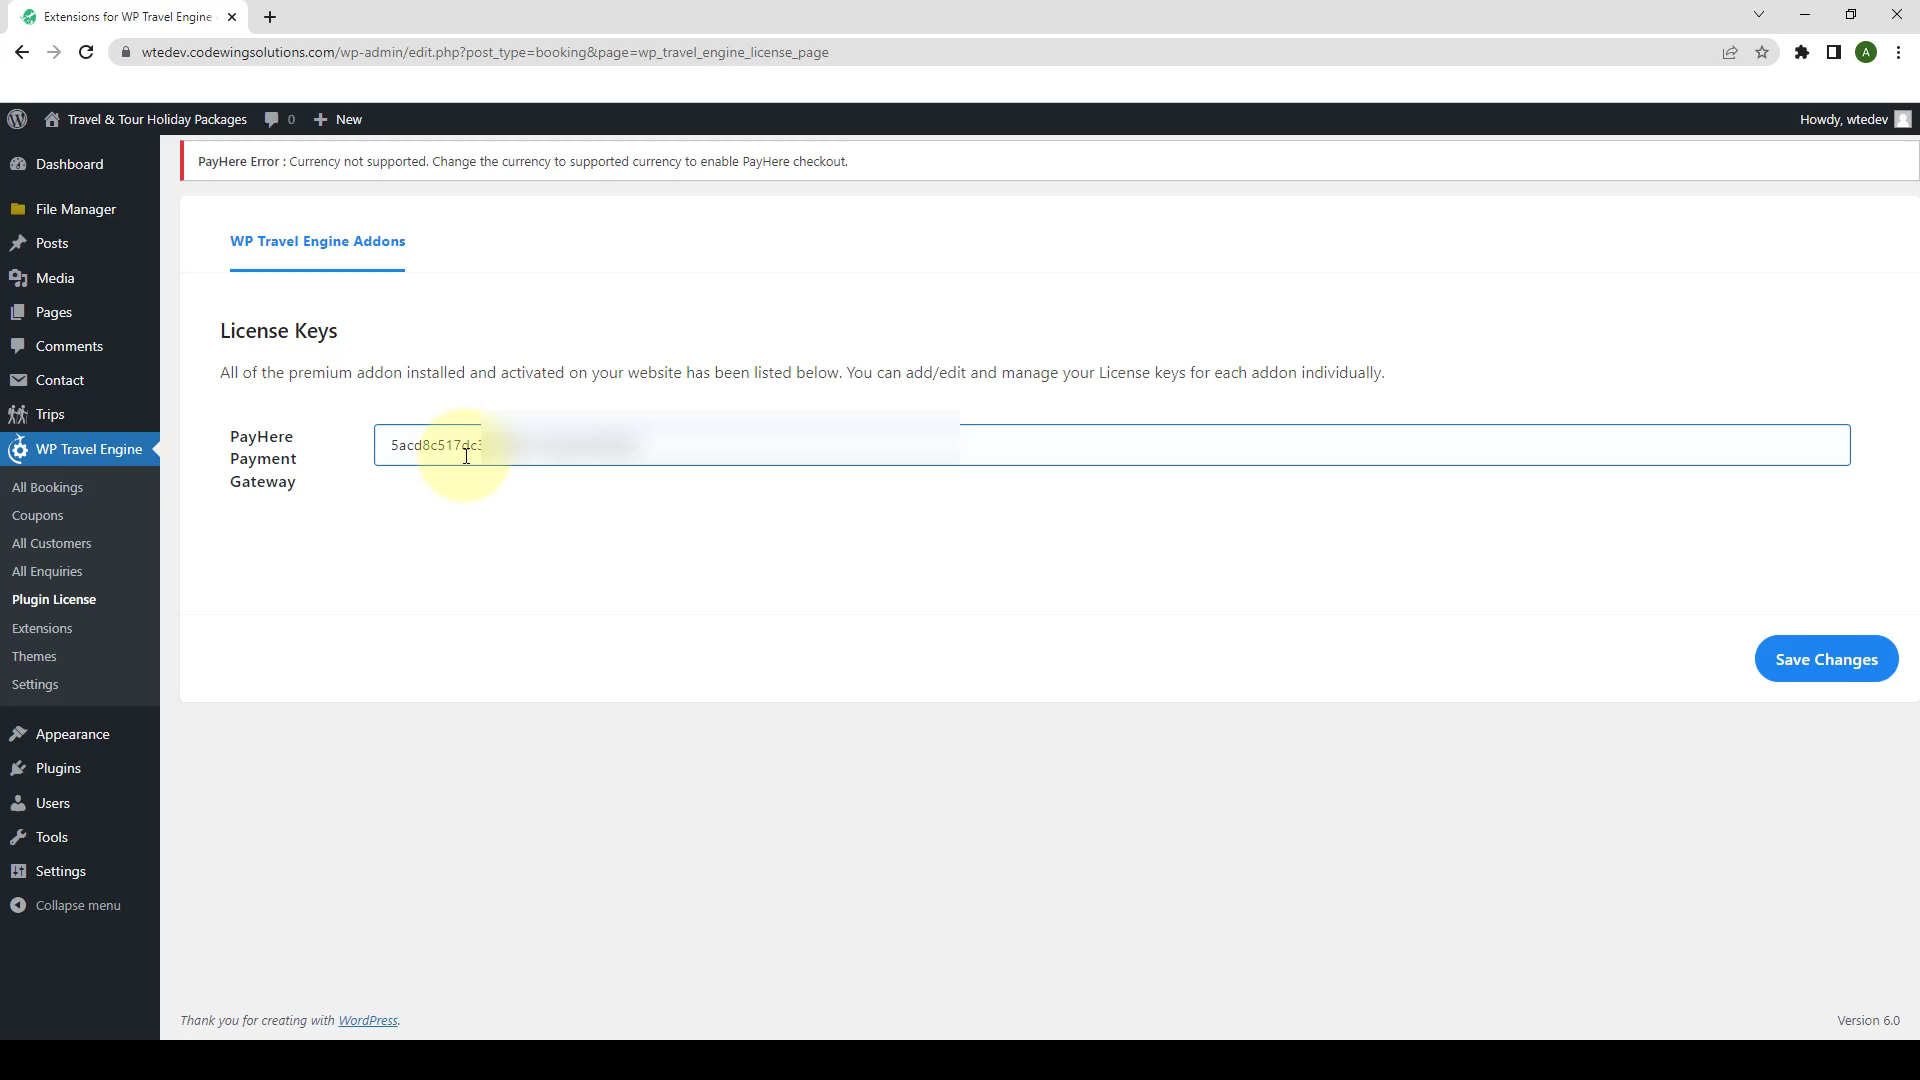 Extensions for WP Travel Engine
wtedev.codewingsolutions.com/wp-admin/edit.php?post_type=booking&page=wp_travel_engine_license_page
A
Travel & Tour Holiday Packages 0 New
Howdy, wtedev
Dashboard
File Manager
Posts
Media
Pages
Comments
Contact
Trips
WP Travel Engine
All Bookings
Coupons
All Customers
All Enquiries
Plugin License
Extensions
Themes
Settings
Appearance
Plugins
Users
Tools
Settings
Collapse menu
PayHere Error : Currency not supported. Change the currency to supported currency to enable PayHere checkout.
WP Travel Engine Addons
License Keys
All of the premium addon installed and activated on your website has been listed below. You can add/edit and manage your License keys for each addon individually.
PayHere
Payment
Gateway
5acd8c517dc3
Save Changes
Thank you for creating with WordPress.
Version 6.0